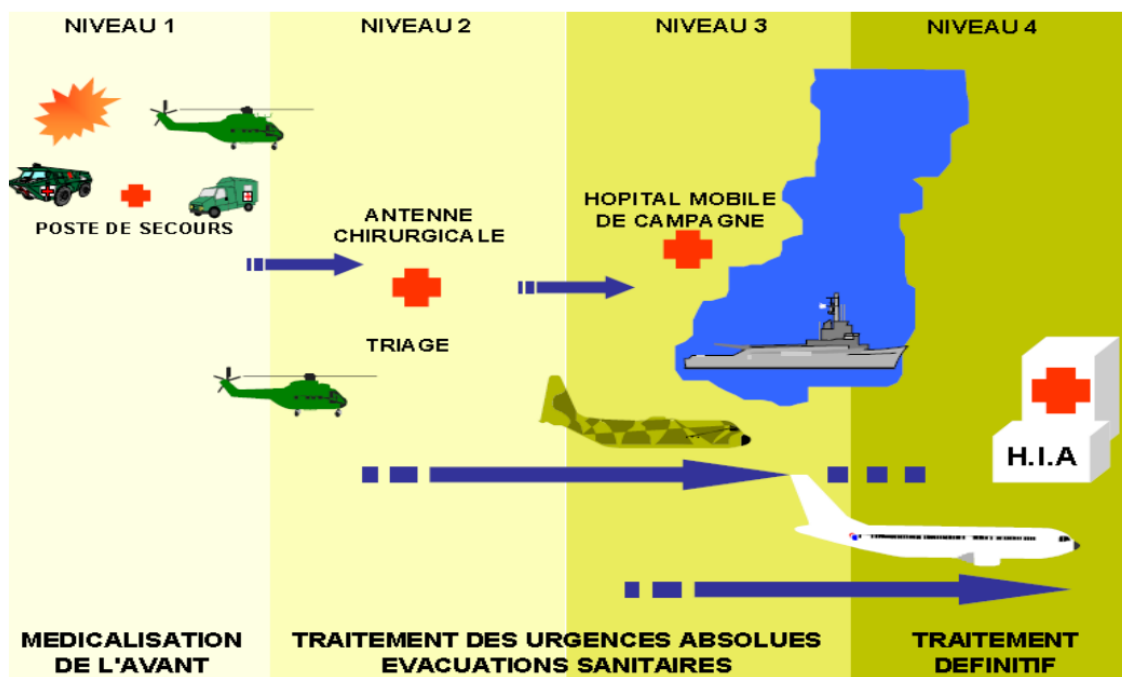 NIVEAU 1
NIVEAU 2
NIVEAU 3
NIVEAU 4
POSTE DE SECOURS
ANTENNE
CHIRURGICALE
TRIAGE
HOPITAL MOBILE
DE CAMPAGNE
H.I.A
MEDICALISATION
DE L'AVANT
TRAITEMENT DES URGENCES ABSOLUES
EVACUATIONS SANITAIRES
TRAITEMENT
DEFINITIF